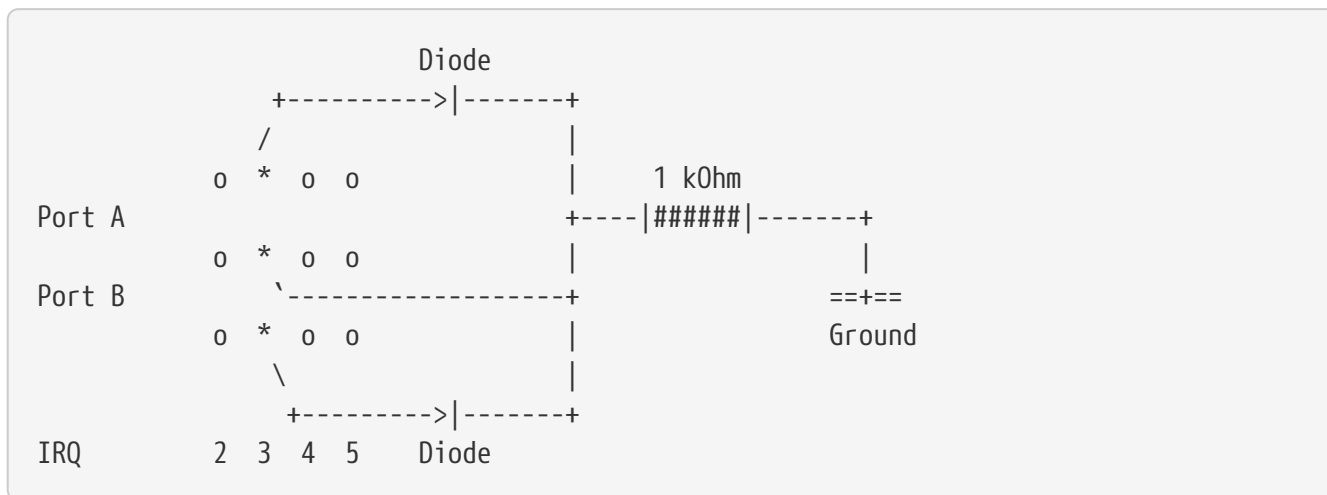 Diode
                +---------->|-------+
               /                    |
            o  *  o  o              |     1 kOhm
Port A                              +----|######|-------+
            o  *  o  o              |                   |
Port B          `-------------------+                 ==+==
            o  *  o  o              |                 Ground
                \                   |
                 +--------->|-------+
IRQ         2  3  4  5    Diode